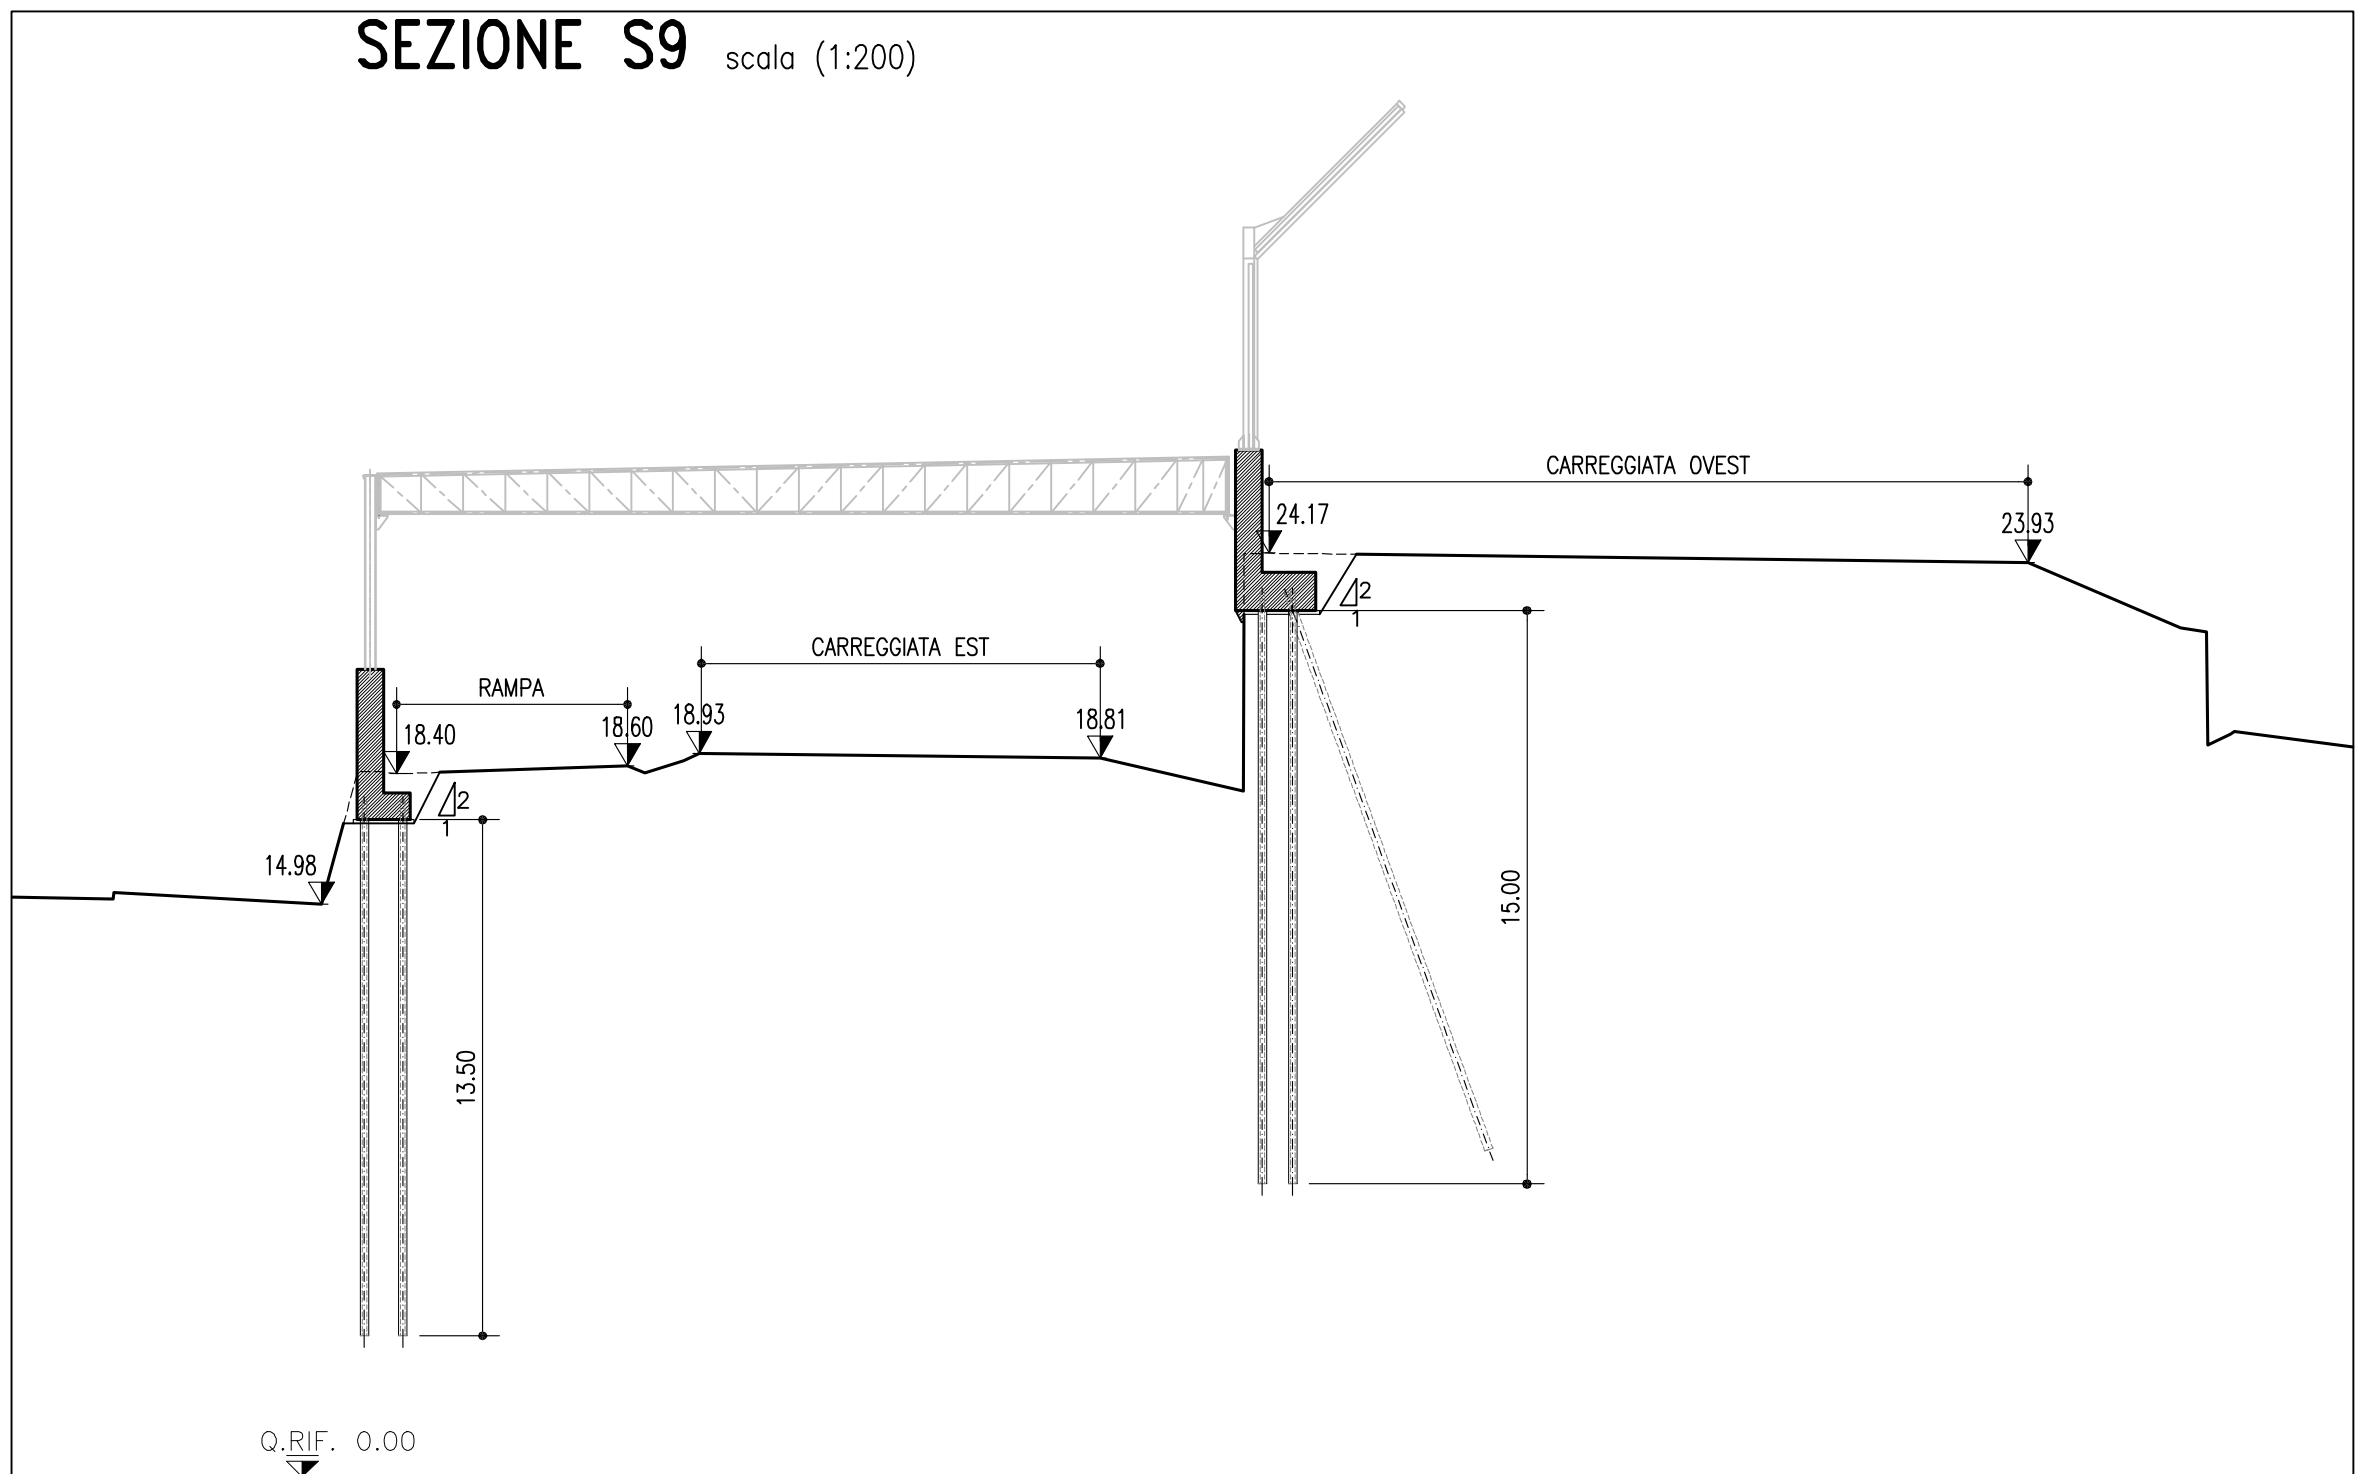 SEZIONE S9 scala (1:200)
CARREGGIATA OVEST
24.17
23.93
2
1
CARREGGIATA EST
RAMPA
18.40
18.60
18.93
18.81
2
1
14.98
15.00
13.50
Q.RIF. 0.00